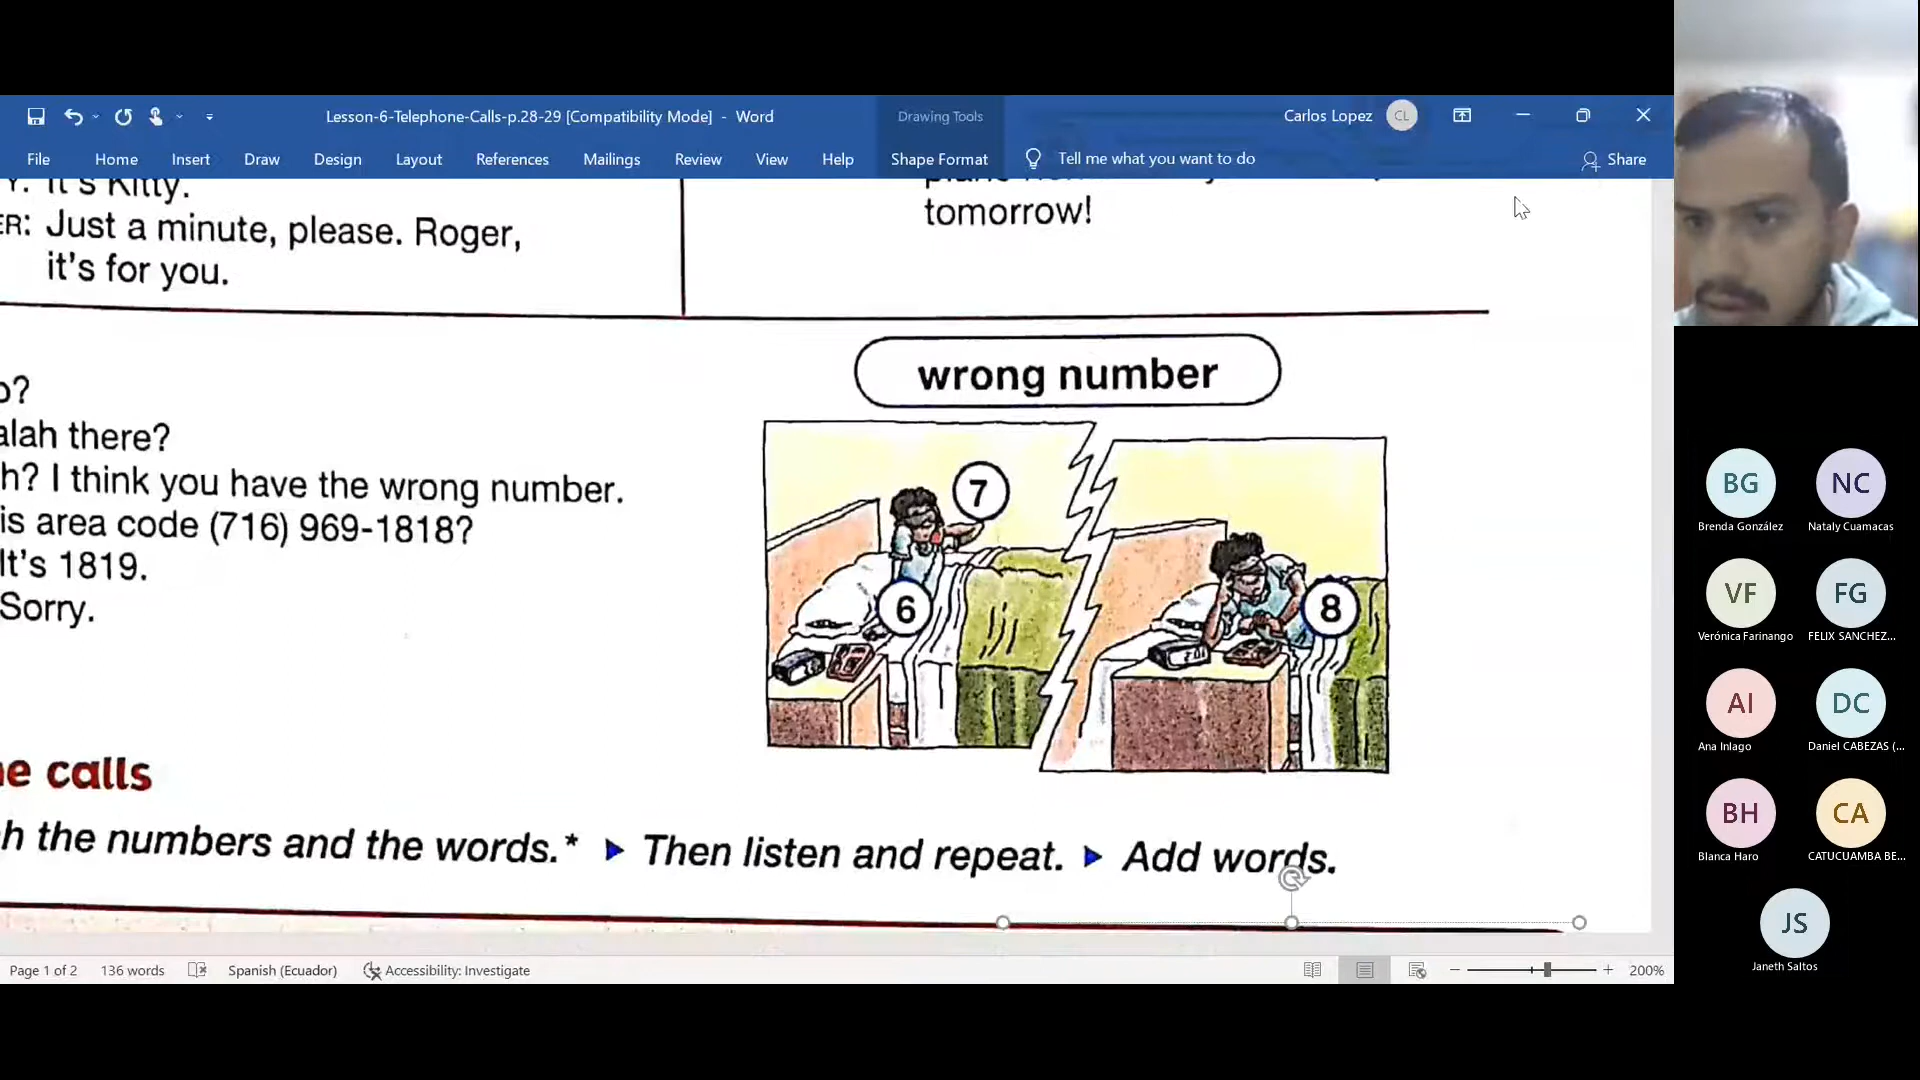 Lesson-6-Telephone-Calls-p.28-29 [Compatibility Mode] - Word
Drawing Tools
Carlos Lopez
CL
File
Home
Insert
Draw
Design
Layout
References
Mailings
Review
View
Help
Shape Format
Tell me what you want to do
Share
Y: It's Kitty.
ER: Just a minute, please. Roger,
it's for you.
tomorrow!
wrong number
o?
alah there?
h? I think you have the wrong number.
is area code (716) 969-1818?
It's 1819.
Sorry.
7
6
8
ne calls
h the numbers and the words.* ▶ Then listen and repeat. ▶ Add words.
Page 1 of 2
136 words
Spanish (Ecuador)
Accessibility: Investigate
200%
BG
Brenda González
NC
Nataly Cuamacas
VF
Verónica Farinango
FG
FELIX SANCHEZ...
AI
Ana Inlago
DC
Daniel CABEZAS (...
BH
Blanca Haro
CA
CATUCUAMBA BE...
JS
Janeth Saltos